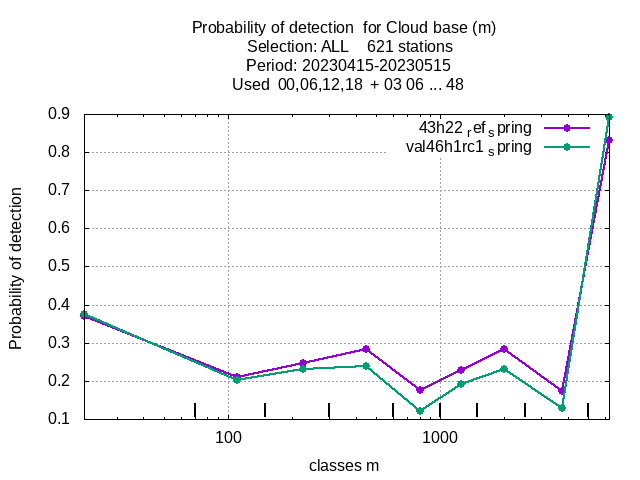 Probability of detection for Cloud base (m)
Selection: ALL 621 stations
Period: 20230415-20230515
Used 00,06,12,18 + 03 06 ... 48
43h22 ref spring
val46h1rc1 spring
Probability of detection
0.9
0.8
0.7
0.6
0.5
0.4
0.3
0.2
0.1
100
1000
classes m